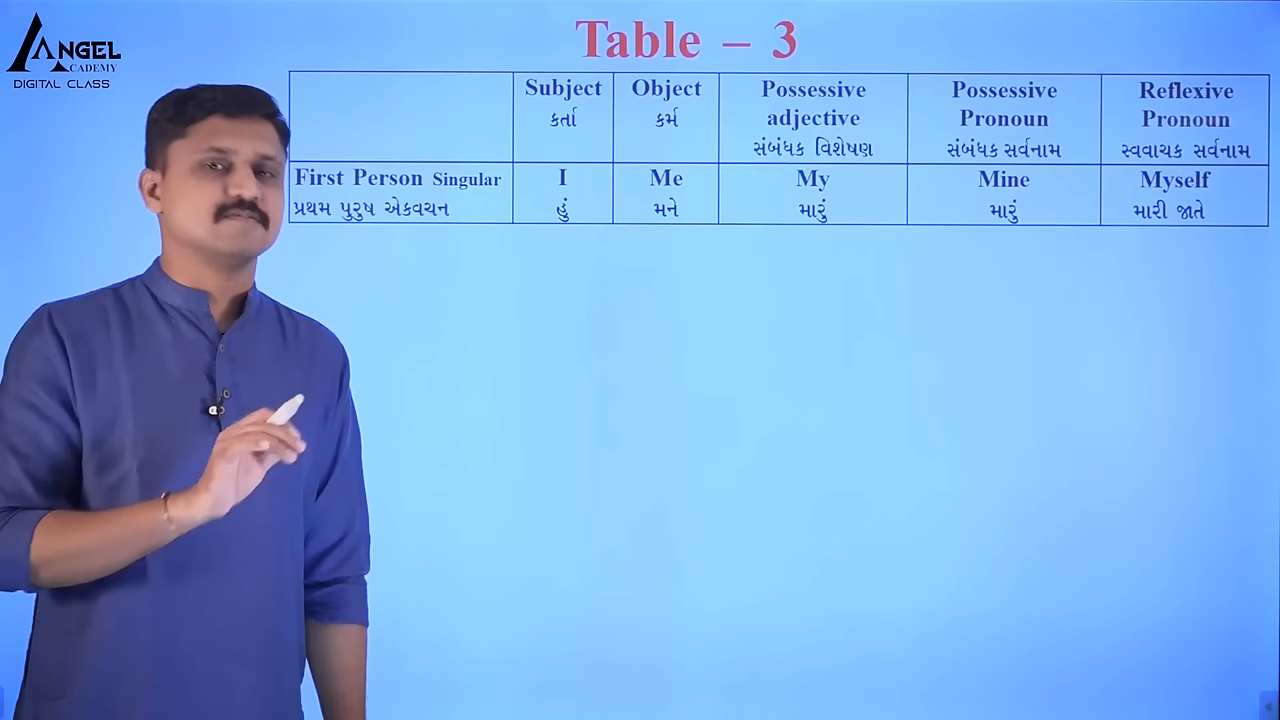 ANGEL
ACADEMY
DIGITAL CLASS
Table – 3
Subject Object Possessive Possessive Reflexive
કર્તા કર્મ adjective Pronoun Pronoun
સંબંધક વિશેષણ સંબંધક સર્વનામ સ્વવાચક સર્વનામ
First Person Singular I Me My Mine Myself
પ્રથમ પુરુષ એકવચન હું મને મારું મારું મારી જાતે